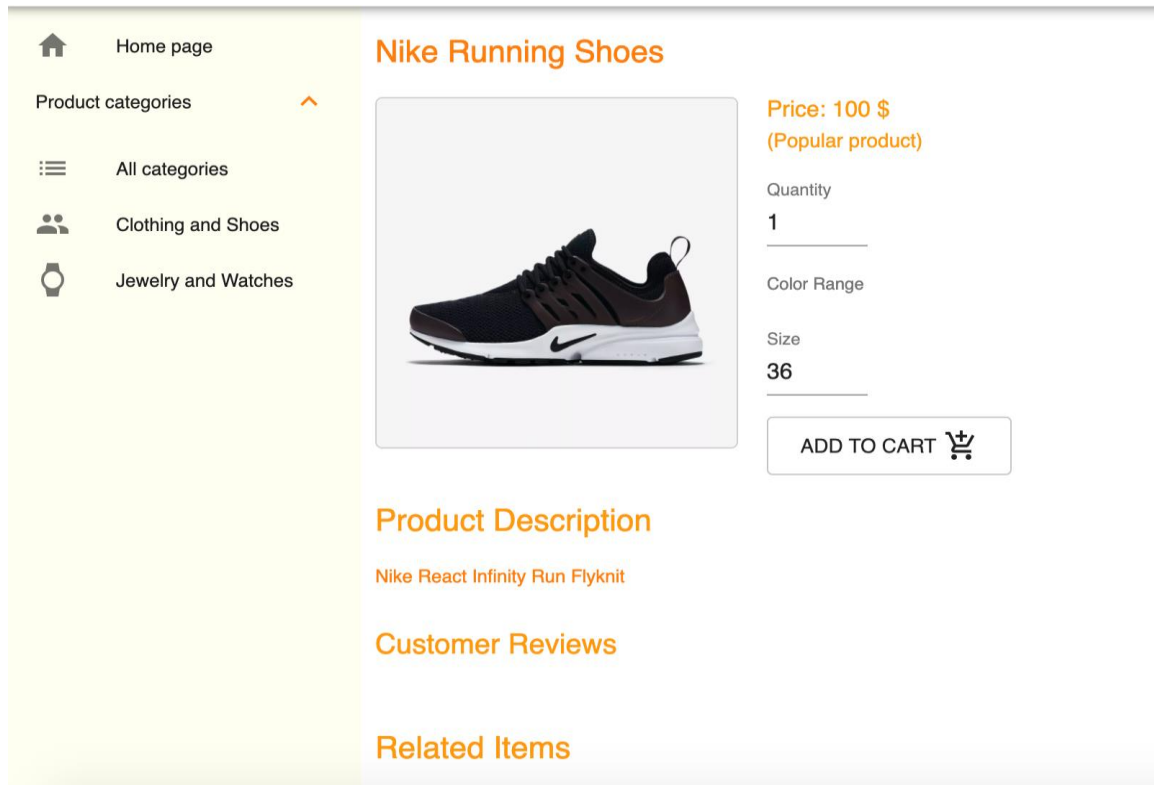 Home page
Product categories
All categories
Clothing and Shoes
Jewelry and Watches
Nike Running Shoes
Price: 100 $
(Popular product)
Quantity
1
Color Range
Size
36
ADD TO CART
Product Description
Nike React Infinity Run Flyknit
Customer Reviews
Related Items